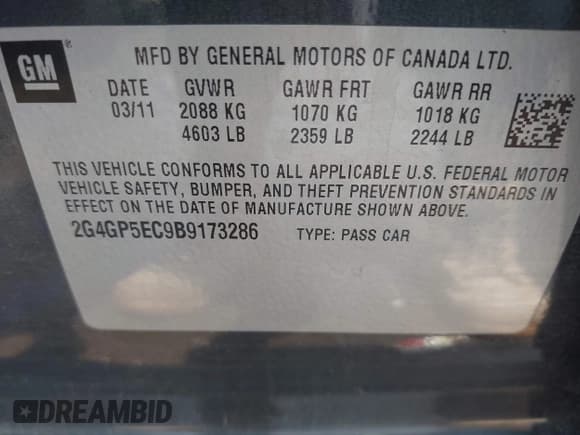 GM
®
MFD BY GENERAL MOTORS OF CANADA LTD.
DATE GVWR GAWR FRT GAWR RR
03/11 2088 KG 1070 KG 1018 KG
4603 LB 2359 LB 2244 LB
THIS VEHICLE CONFORMS TO ALL APPLICABLE U.S. FEDERAL MOTOR
VEHICLE SAFETY, BUMPER, AND THEFT PREVENTION STANDARDS IN
EFFECT ON THE DATE OF MANUFACTURE SHOWN ABOVE.
2G4GP5EC9B9173286 TYPE: PASS CAR
DREAMBID